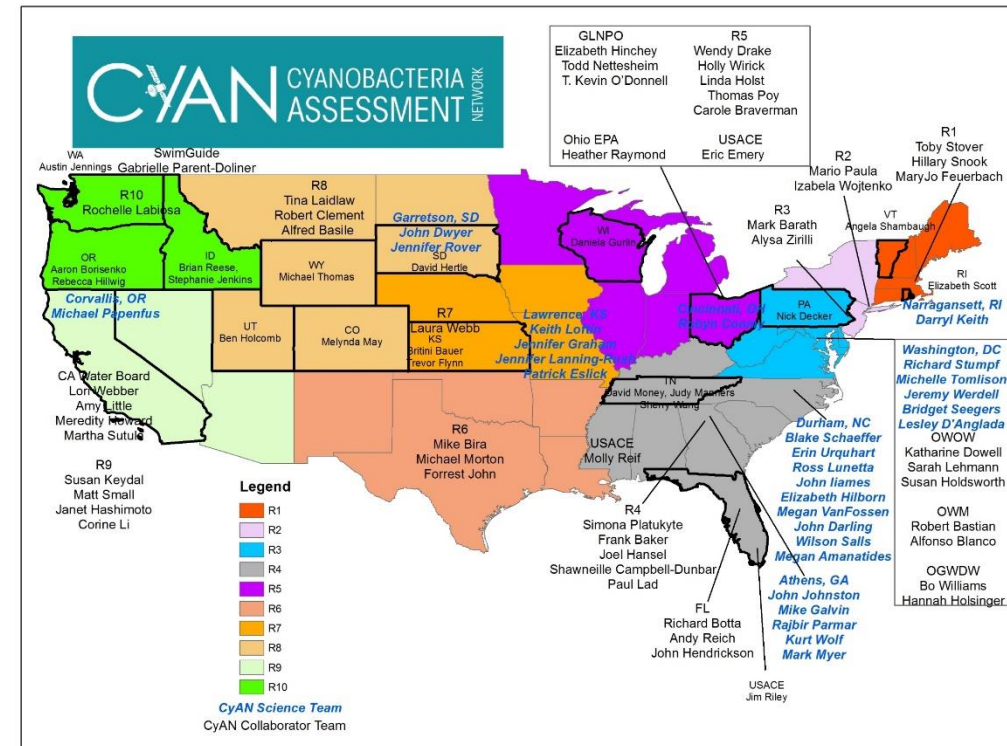 CYAN CYANOBACTERIA
ASSESSMENT
NETWORK
GLNPO
Elizabeth Hinchey
Todd Nettesheim
T. Kevin O'Donnell
R5
Wendy Drake
Holly Wirick
Linda Holst
Thomas Poy
Carole Braverman
Ohio EPA
Heather Raymond
USACE
Eric Emery
WA
Austin Jennings
SwimGuide
Gabrielle Parent-Doliner
R10
Rochelle Labiosa
OR
Aaron Borisenko
Rebecca Hillwig
ID
Brian Reese,
Stephanie Jenkins
Corvallis, OR
Michael Papenfus
R8
Tina Laidlaw
Robert Clement
Alfred Basile
Garretson, SD
John Dwyer
Jennifer Rover
SD
David Hertle
WY
Michael Thomas
UT
Ben Holcomb
CO
Melynda May
R7
Laura Webb
KS
Britini Bauer
Trevor Flynn
Lawrence, KS
Keith Loftin
Jennifer Graham
Patrick Eslick
WI
Daniela Gurlin
Cincinnati, OH
Robyn
PA
Nick Decker
R3
Mark Barath
Alysa Zirilli
R2
Mario Paula
Izabela Wojtenko
R1
Toby Stover
Hillary Snook
MaryJo Feuerbach
VT
Angela Shambaugh
RI
Elizabeth Scott
Narragansett, RI
Darryl Keith
Washington, DC
Richard Stumpf
Michelle Tomlison
Jeremy Werdell
Bridget Seegers
Lesley D'Anglada
OWOW
Katharine Dowell
Sarah Lehmann
Susan Holdsworth
OWM
Robert Bastian
Alfonso Blanco
OGWDW
Bo Williams
Hannah Holsinger
CA Water Board
Lori Webber
Amy Little
Meredity Howard
Martha Sutula
R9
Susan Keydal
Matt Small
Janet Hashimoto
Corine Li
R6
Mike Bira
Michael Morton
Forrest John
TN
David Money, Judy Manners
Sherry Wang
USACE
Molly Reif
Durham, NC
Blake Schaeffer
Erin Urquhart
Ross Lunetta
John Iiames
Elizabeth Hilborn
Megan VanFossen
John Darling
Wilson Salls
Megan Amanatides
R4
Simona Platukyte
Frank Baker
Joel Hansel
Shawneille Campbell-Dunbar
Paul Lad
FL
Richard Botta
Andy Reich
John Hendrickson
Athens, GA
John Johnston
Mike Galvin
Rajbir Parmar
Kurt Wolf
Mark Myer
USACE
Jim Riley
Legend
R1
R2
R3
R4
R5
R6
R7
R8
R9
R10
CyAN Science Team
CyAN Collaborator Team